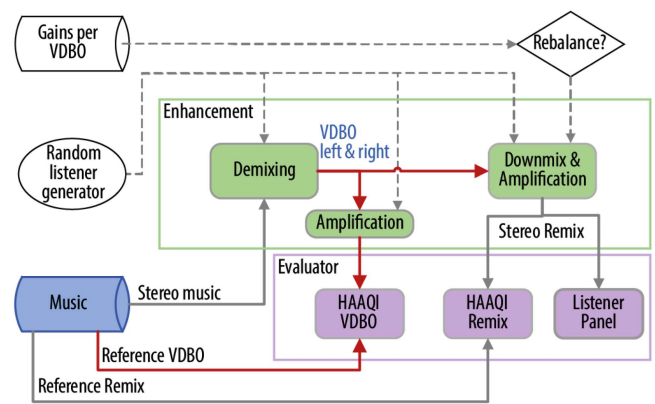 Gains per
VDBO
Rebalance?
Enhancement
Random
listener
generator
Demixing
VDBO
left & right
Downmix &
Amplification
Amplification
Stereo Remix
Evaluator
Music
Stereo music
HAAQI
VDBO
HAAQI
Remix
Listener
Panel
Reference VDBO
Reference Remix